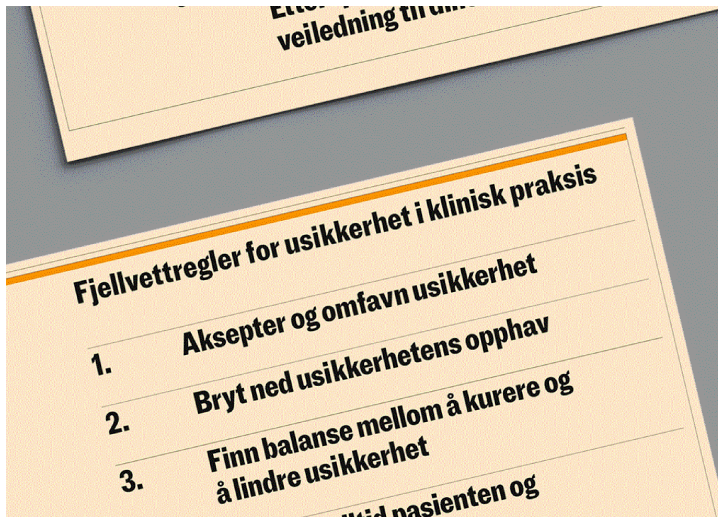 veiledning til
Fjellvettregler for usikkerhet i klinisk praksis
1. Aksepter og omfavn usikkerhet
2. Bryt ned usikkerhetens opphav
3. Finn balanse mellom å kurere og
å lindre usikkerhet
pasienten og